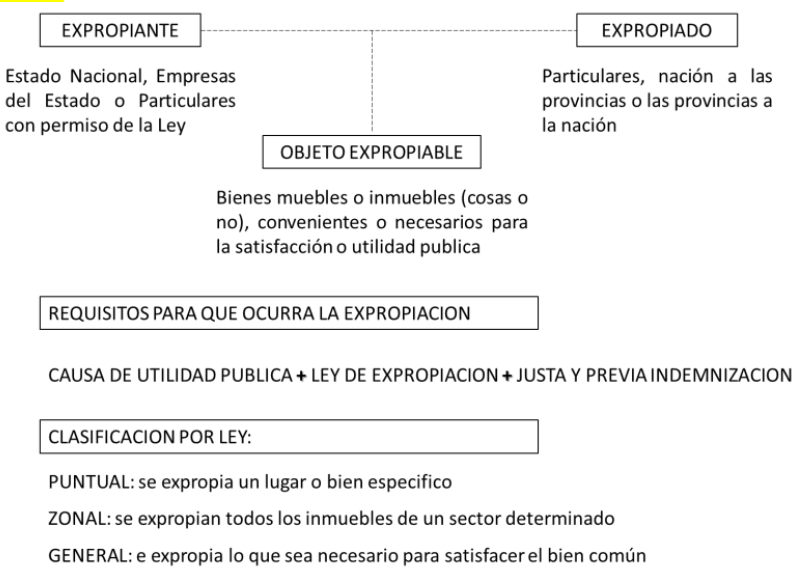 EXPROPIANTE
EXPROPIADO
Estado Nacional, Empresas
del Estado o Particulares
con permiso de la Ley
Particulares, nación a las
provincias o las provincias a
la nación
OBJETO EXPROPIABLE
Bienes muebles o inmuebles (cosas o
no), convenientes o necesarios para
la satisfacción o utilidad publica
REQUISITOS PARA QUE OCURRA LA EXPROPIACION
CAUSA DE UTILIDAD PUBLICA + LEY DE EXPROPIACION + JUSTA Y PREVIA INDEMNIZACION
CLASIFICACION POR LEY:
PUNTUAL: se expropia un lugar o bien especifico
ZONAL: se expropian todos los inmuebles de un sector determinado
GENERAL: e expropia lo que sea necesario para satisfacer el bien común